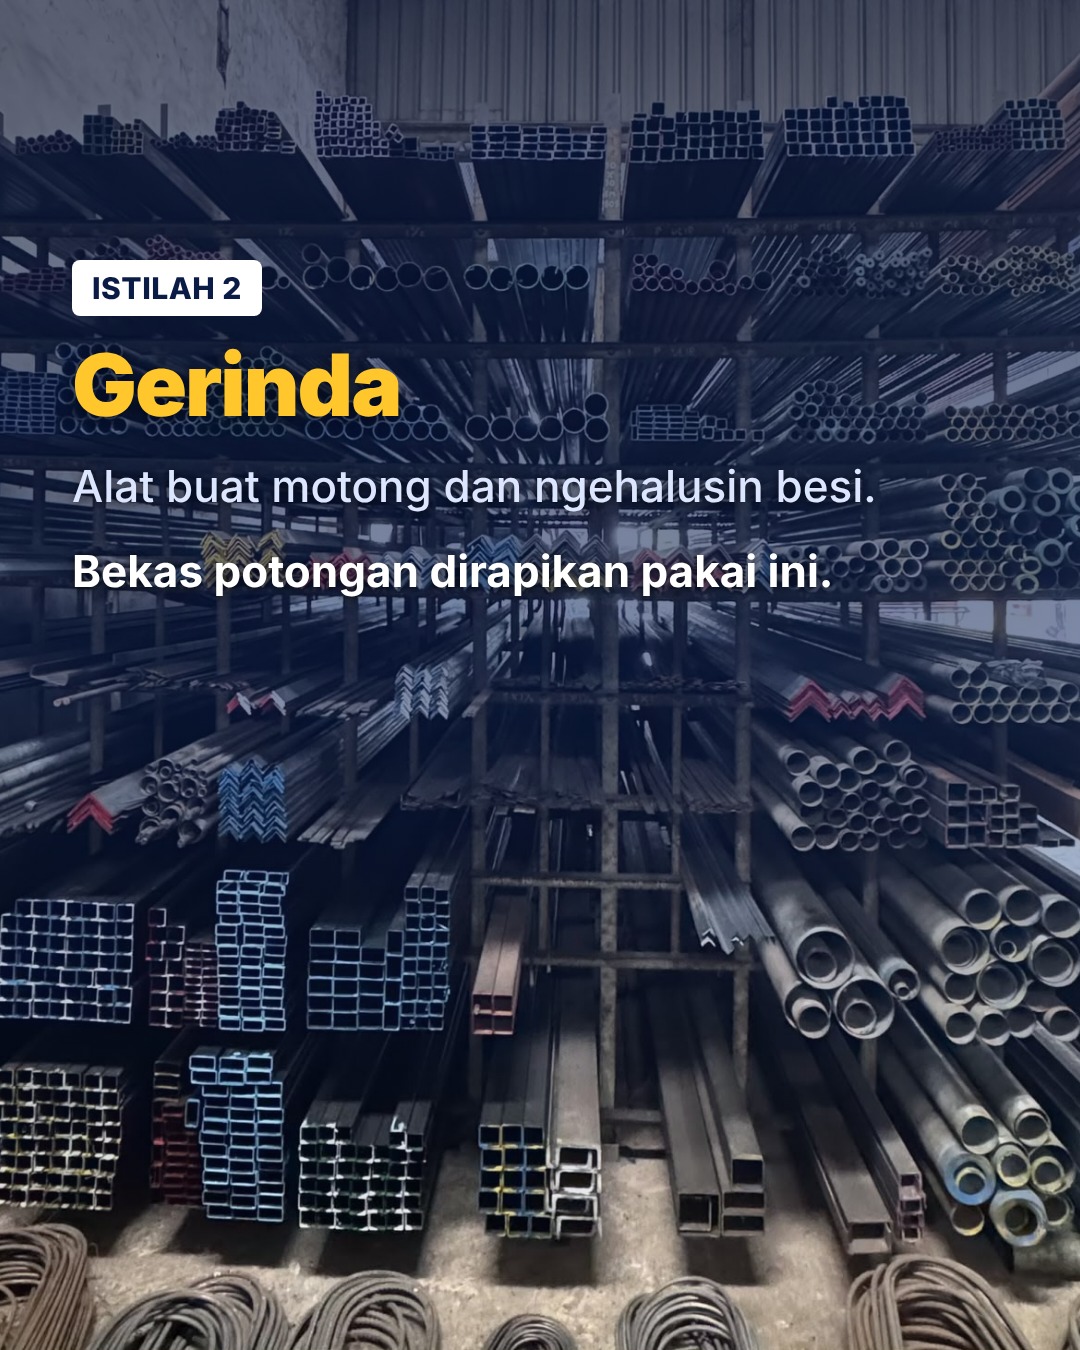 ISTILAH 2
Gerinda
Alat buat motong dan ngehalusin besi.
Bekas potongan dirapikan pakai ini.